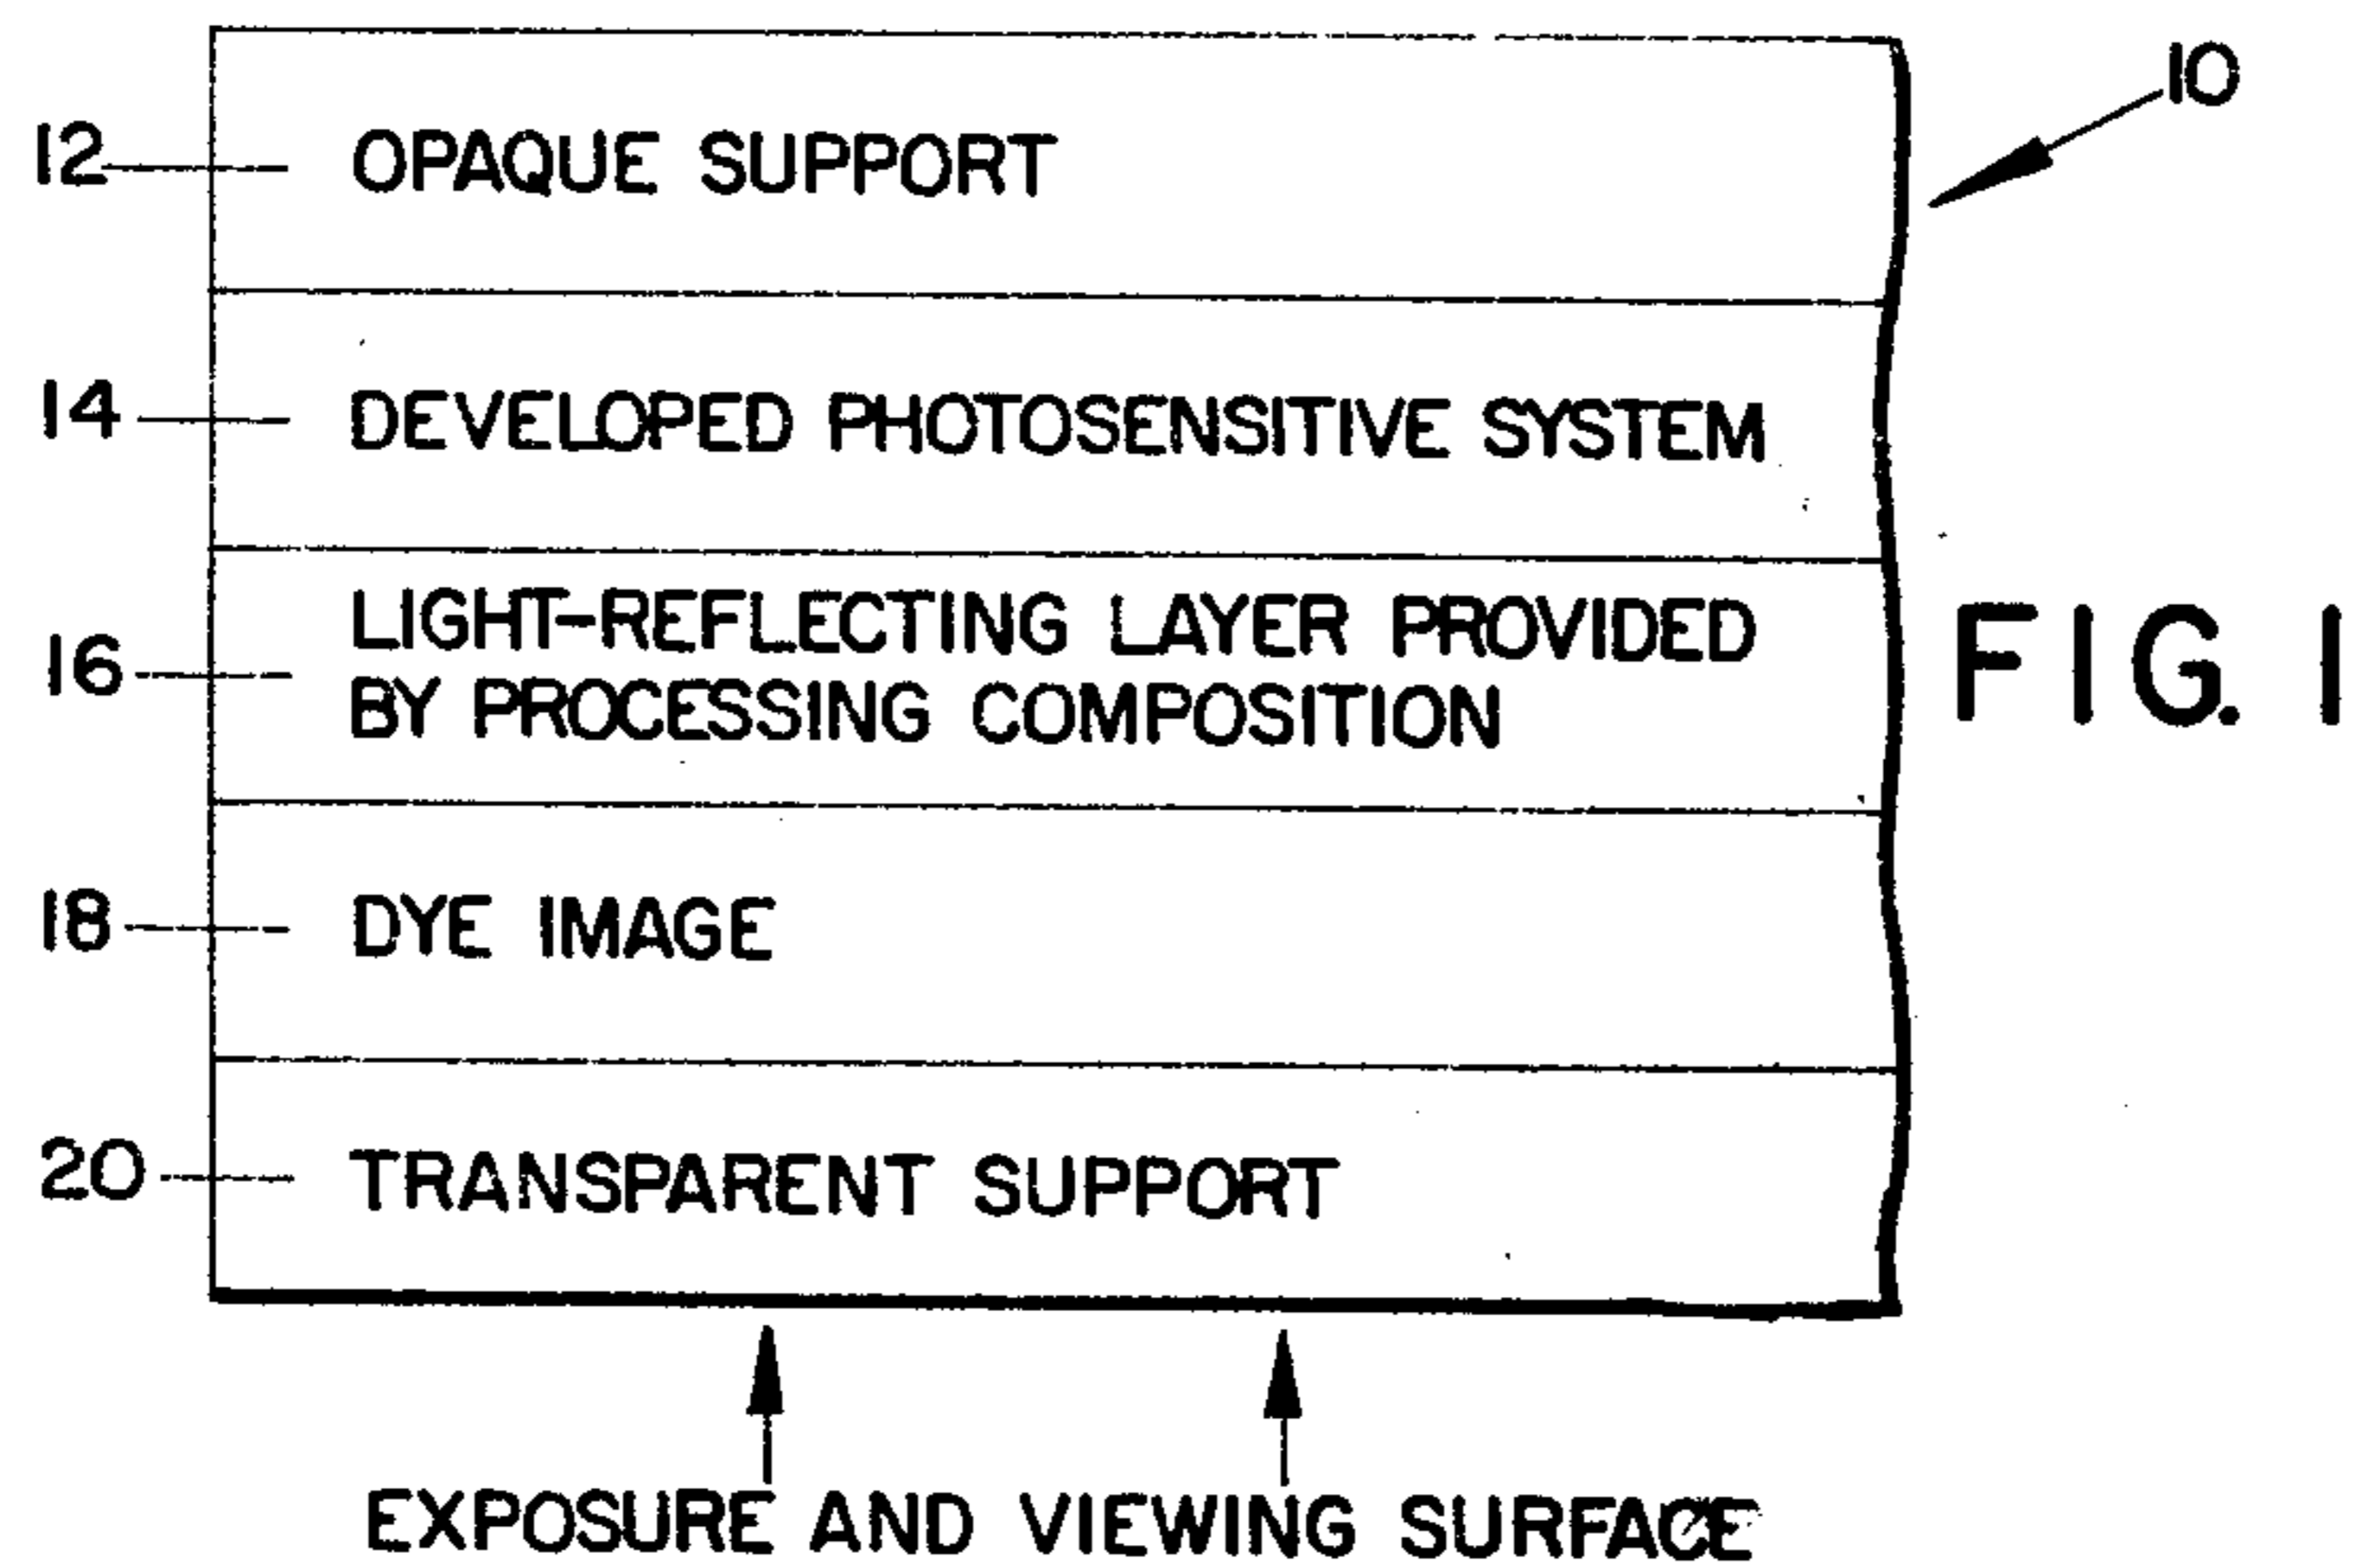 10
12 OPAQUE SUPPORT
14 DEVELOPED PHOTOSENSITIVE SYSTEM
16 LIGHT-REFLECTING LAYER PROVIDED
BY PROCESSING COMPOSITION
FIG. 1
18 DYE IMAGE
20 TRANSPARENT SUPPORT
EXPOSURE AND VIEWING SURFACE